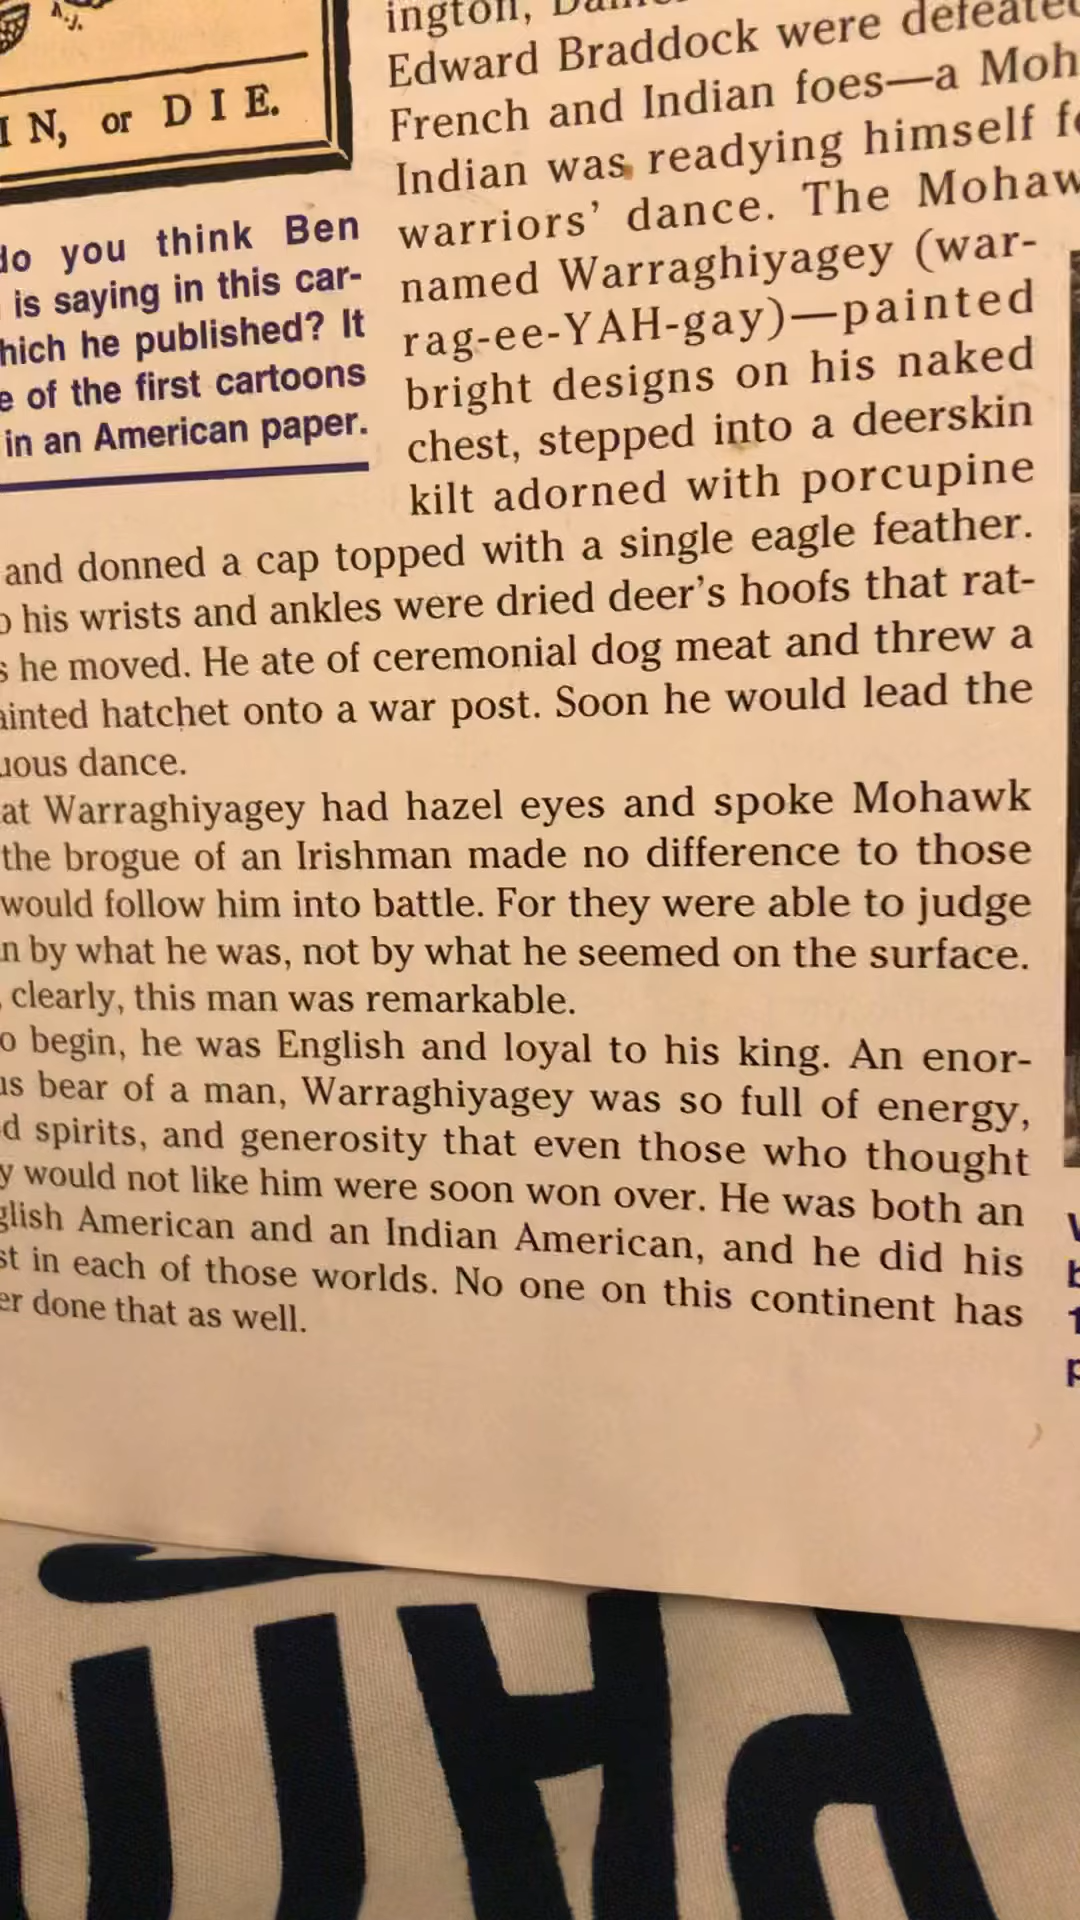 A.J.
IN, or DIE.
do you think Ben
is saying in this car-
which he published? It
of the first cartoons
in an American paper.
ington,
Edward Braddock were defeated
French and Indian foes—a Moh
Indian was readying himself
warriors' dance. The Mohaw
named Warraghiyagey (war-
rag-ee-YAH-gay)—painted
bright designs on his naked
chest, stepped into a deerskin
kilt adorned with porcupine
and donned a cap topped with a single eagle feather.
his wrists and ankles were dried deer's hoofs that rat-
s he moved. He ate of ceremonial dog meat and threw a
ainted hatchet onto a war post. Soon he would lead the
uous dance.
at Warraghiyagey had hazel eyes and spoke Mohawk
the brogue of an Irishman made no difference to those
would follow him into battle. For they were able to judge
n by what he was, not by what he seemed on the surface.
clearly, this man was remarkable.
o begin, he was English and loyal to his king. An enor-
us bear of a man, Warraghiyagey was so full of energy,
d spirits, and generosity that even those who thought
y would not like him were soon won over. He was both an
glish American and an Indian American, and he did his
st in each of those worlds. No one on this continent has
er done that as well.